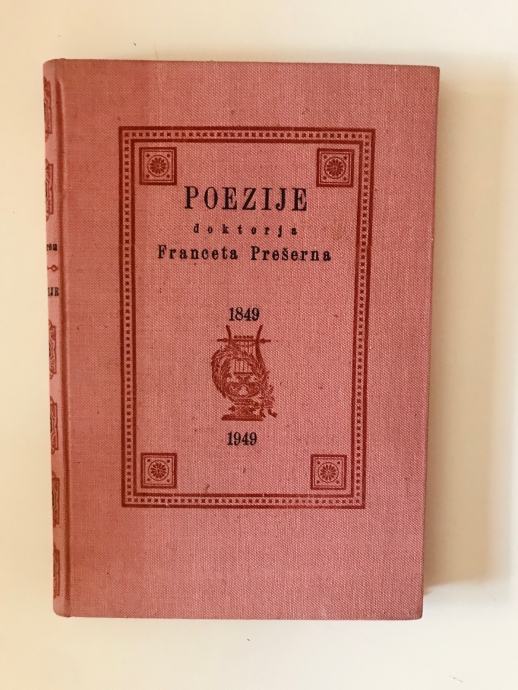 POEZIJE
doktorja
Franceta Prešerna
1849
1949